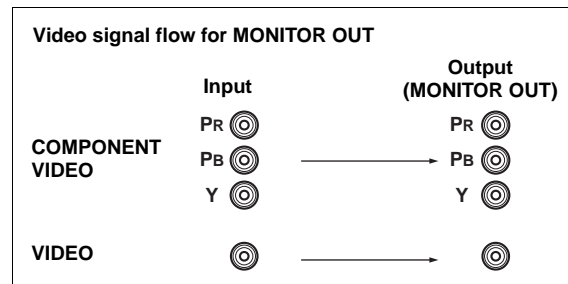 Video signal flow for MONITOR OUT
Input
Output
(MONITOR OUT)
COMPONENT
VIDEO
PR
PR
PB
PB
Y
Y
VIDEO